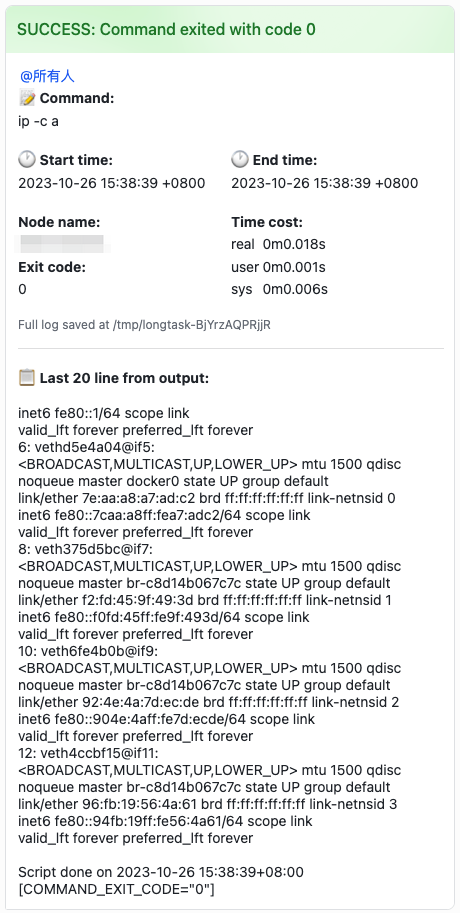 SUCCESS: Command exited with code 0
@所有人
📝 Command:
ip -c a
🕐 Start time:
2023-10-26 15:38:39 +0800
🕐 End time:
2023-10-26 15:38:39 +0800
Node name:
Exit code:
0
Time cost:
real 0m0.018s
user 0m0.001s
sys 0m0.006s
Full log saved at /tmp/longtask-BjYrzAQPRjjR
📋 Last 20 line from output:
inet6 fe80::1/64 scope link
valid_lft forever preferred_lft forever
6: vethd5e4a04@if5:
<BROADCAST,MULTICAST,UP,LOWER_UP> mtu 1500 qdisc
noqueue master docker0 state UP group default
link/ether 7e:aa:a8:a7:ad:c2 brd ff:ff:ff:ff:ff:ff link-netnsid 0
inet6 fe80::7caa:a8ff:fea7:adc2/64 scope link
valid_lft forever preferred_lft forever
8: veth375d5bc@if7:
<BROADCAST,MULTICAST,UP,LOWER_UP> mtu 1500 qdisc
noqueue master br-c8d14b067c7c state UP group default
link/ether f2:fd:45:9f:49:3d brd ff:ff:ff:ff:ff:ff link-netnsid 1
inet6 fe80::f0fd:45ff:fe9f:493d/64 scope link
valid_lft forever preferred_lft forever
10: veth6fe4b0b@if9:
<BROADCAST,MULTICAST,UP,LOWER_UP> mtu 1500 qdisc
noqueue master br-c8d14b067c7c state UP group default
link/ether 92:4e:4a:7d:ec:de brd ff:ff:ff:ff:ff:ff link-netnsid 2
inet6 fe80::904e:4aff:fe7d:ecde/64 scope link
valid_lft forever preferred_lft forever
12: veth4ccbf15@if11:
<BROADCAST,MULTICAST,UP,LOWER_UP> mtu 1500 qdisc
noqueue master br-c8d14b067c7c state UP group default
link/ether 96:fb:19:56:4a:61 brd ff:ff:ff:ff:ff:ff link-netnsid 3
inet6 fe80::94fb:19ff:fe56:4a61/64 scope link
valid_lft forever preferred_lft forever
Script done on 2023-10-26 15:38:39+08:00
[COMMAND_EXIT_CODE="0"]